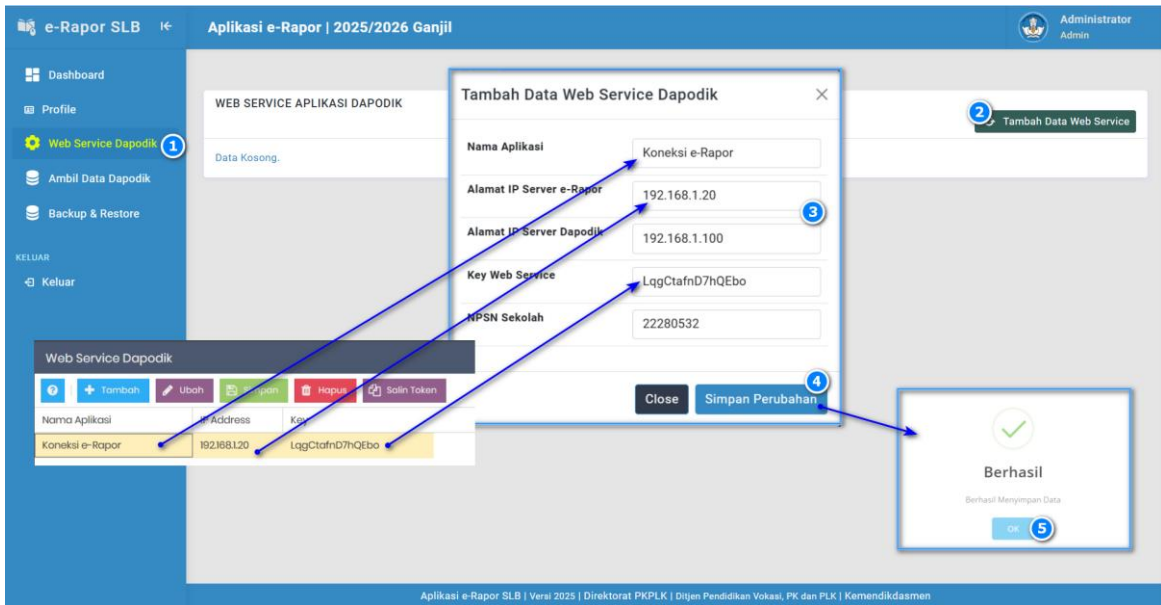 e-Rapor SLB
Aplikasi e-Rapor | 2025/2026 Ganjil
Administrator
Admin
Dashboard
Profile
Web Service Dapodik
1
Ambil Data Dapodik
Backup & Restore
KELUAR
Keluar
WEB SERVICE APLIKASI DAPODIK
2
Tambah Data Web Service
Data Kosong.
Tambah Data Web Service Dapodik
Nama Aplikasi
Koneksi e-Rapor
Alamat IP Server e-Rapor
192.168.1.20
3
Alamat IP Server Dapodik
192.168.1.100
Key Web Service
LqgCtafnD7hQEbo
NPSN Sekolah
22280532
Close
Simpan Perubahan
4
Web Service Dapodik
Tambah
Ubah
Simpan
Hapus
Salin Token
Nama Aplikasi
IP Address
Key
Koneksi e-Rapor
192.168.1.20
LqgCtafnD7hQEbo
Berhasil
Berhasil Menyimpan Data
OK
5
Aplikasi e-Rapor SLB | Versi 2025 | Direktorat PKPLK | Ditjen Pendidikan Vokasi, PK dan PLK | Kemendikdasmen